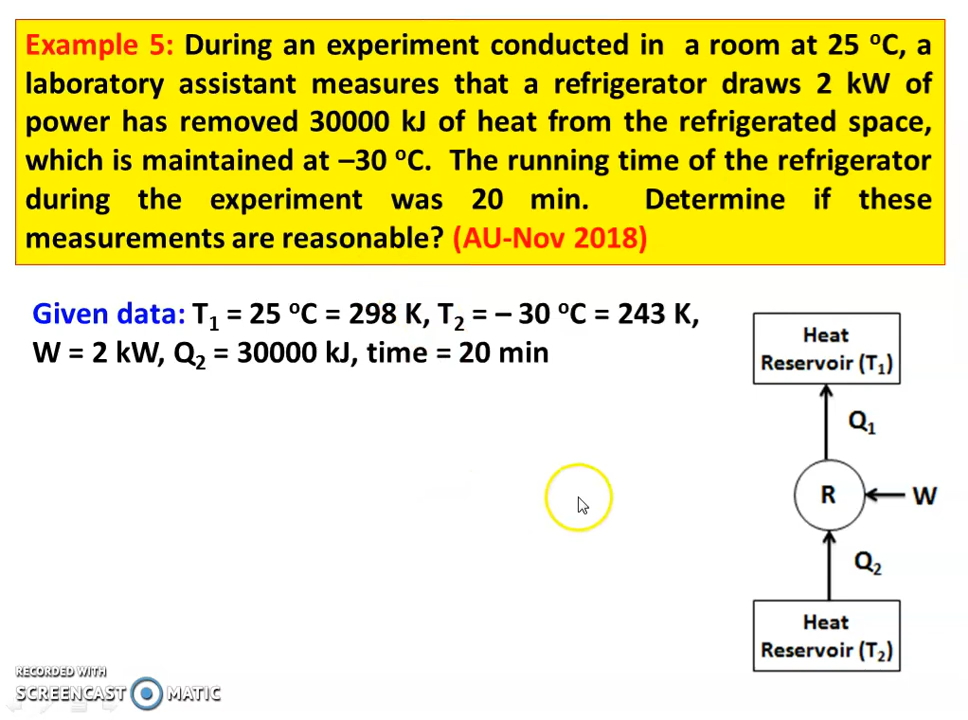 Example 5: During an experiment conducted in a room at 25 ºC, a
laboratory assistant measures that a refrigerator draws 2 kW of
power has removed 30000 kJ of heat from the refrigerated space,
which is maintained at –30 ºC. The running time of the refrigerator
during the experiment was 20 min. Determine if these
measurements are reasonable? (AU-Nov 2018)
Given data: T₁ = 25 ºC = 298 K, T₂ = – 30 ºC = 243 K,
W = 2 kW, Q₂ = 30000 kJ, time = 20 min
Heat
Reservoir (T₁)
Q₁
R
W
Q₂
Heat
Reservoir (T₂)
RECORDED WITH
SCREENCAST MATIC